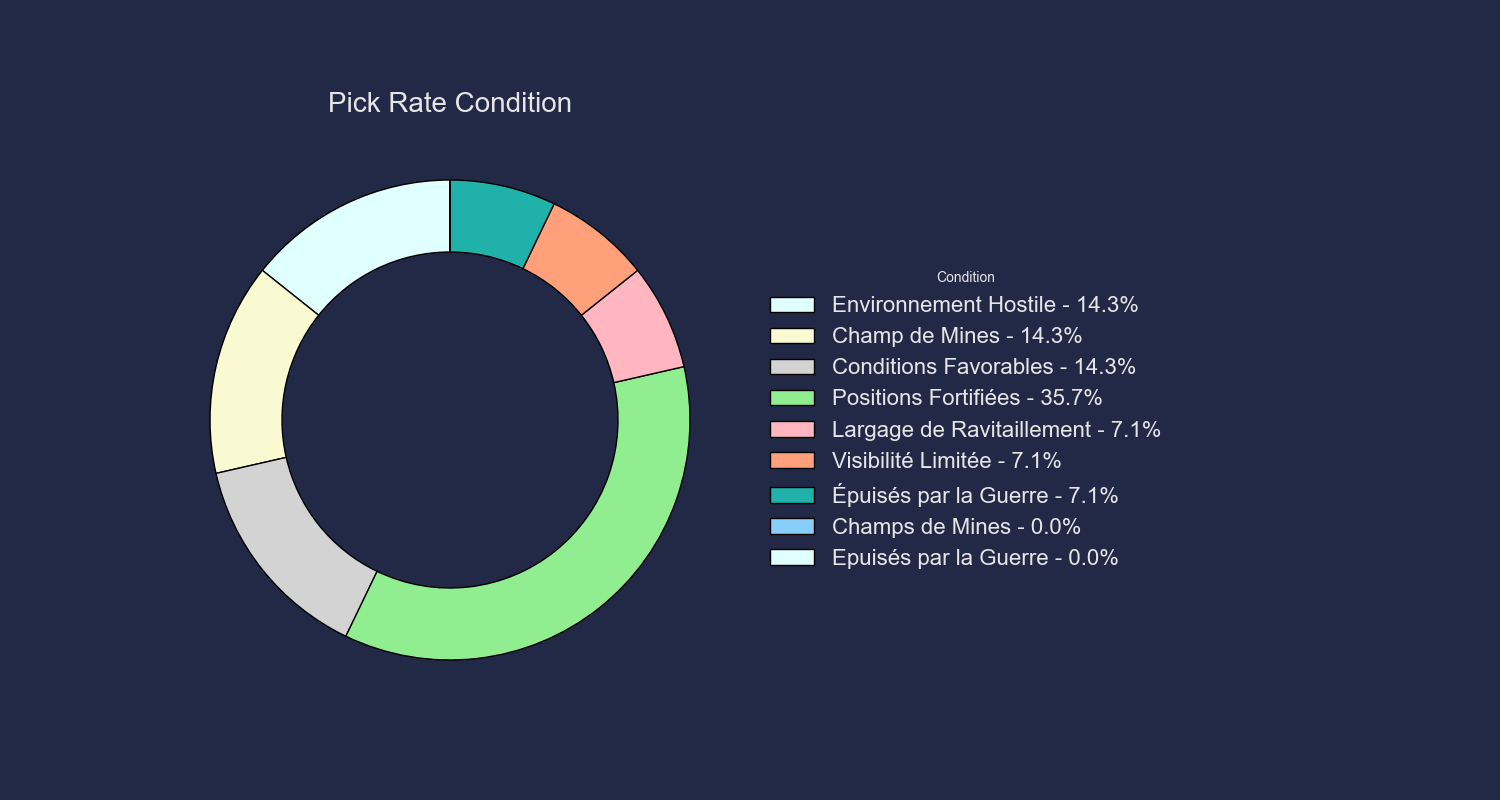 Pick Rate Condition
Condition
Environnement Hostile - 14.3%
Champ de Mines - 14.3%
Conditions Favorables - 14.3%
Positions Fortifiées - 35.7%
Largage de Ravitaillement - 7.1%
Visibilité Limitée - 7.1%
Épuisés par la Guerre - 7.1%
Champs de Mines - 0.0%
Epuisés par la Guerre - 0.0%